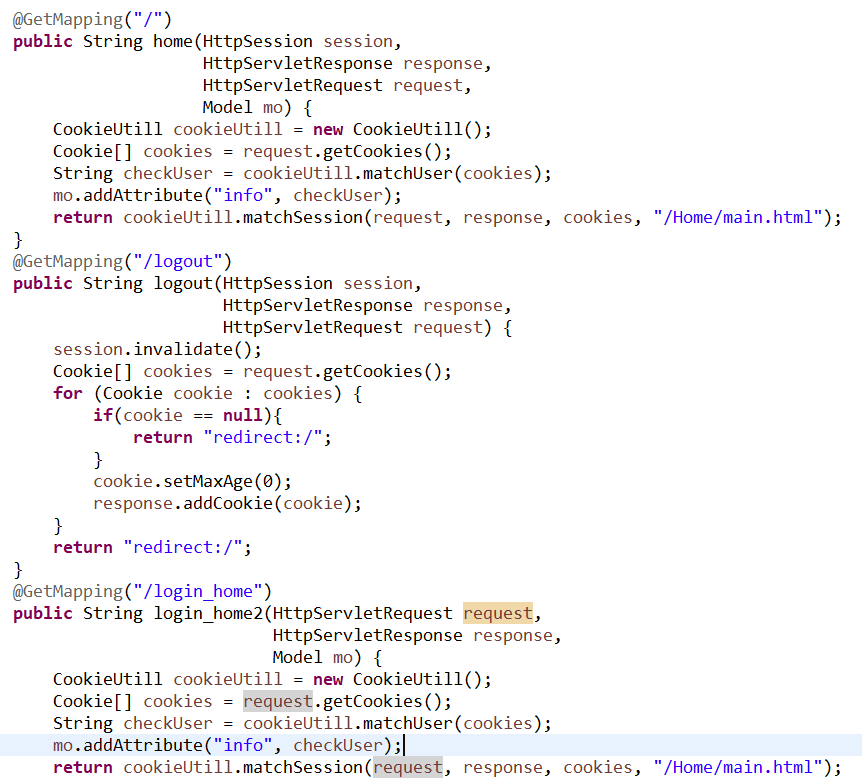 @GetMapping("/")
public String home(HttpSession session,
                   HttpServletResponse response,
                   HttpServletRequest request,
                   Model mo) {
    CookieUtill cookieUtill = new CookieUtill();
    Cookie[] cookies = request.getCookies();
    String checkUser = cookieUtill.matchUser(cookies);
    mo.addAttribute("info", checkUser);
    return cookieUtill.matchSession(request, response, cookies, "/Home/main.html");
}
@GetMapping("/logout")
public String logout(HttpSession session,
                     HttpServletResponse response,
                     HttpServletRequest request) {
    session.invalidate();
    Cookie[] cookies = request.getCookies();
    for (Cookie cookie : cookies) {
        if(cookie == null){
            return "redirect:/";
        }
        cookie.setMaxAge(0);
        response.addCookie(cookie);
    }
    return "redirect:/";
}
@GetMapping("/login_home")
public String login_home2(HttpServletRequest request,
                          HttpServletResponse response,
                          Model mo) {
    CookieUtill cookieUtill = new CookieUtill();
    Cookie[] cookies = request.getCookies();
    String checkUser = cookieUtill.matchUser(cookies);
    mo.addAttribute("info", checkUser);
    return cookieUtill.matchSession(request, response, cookies, "/Home/main.html");